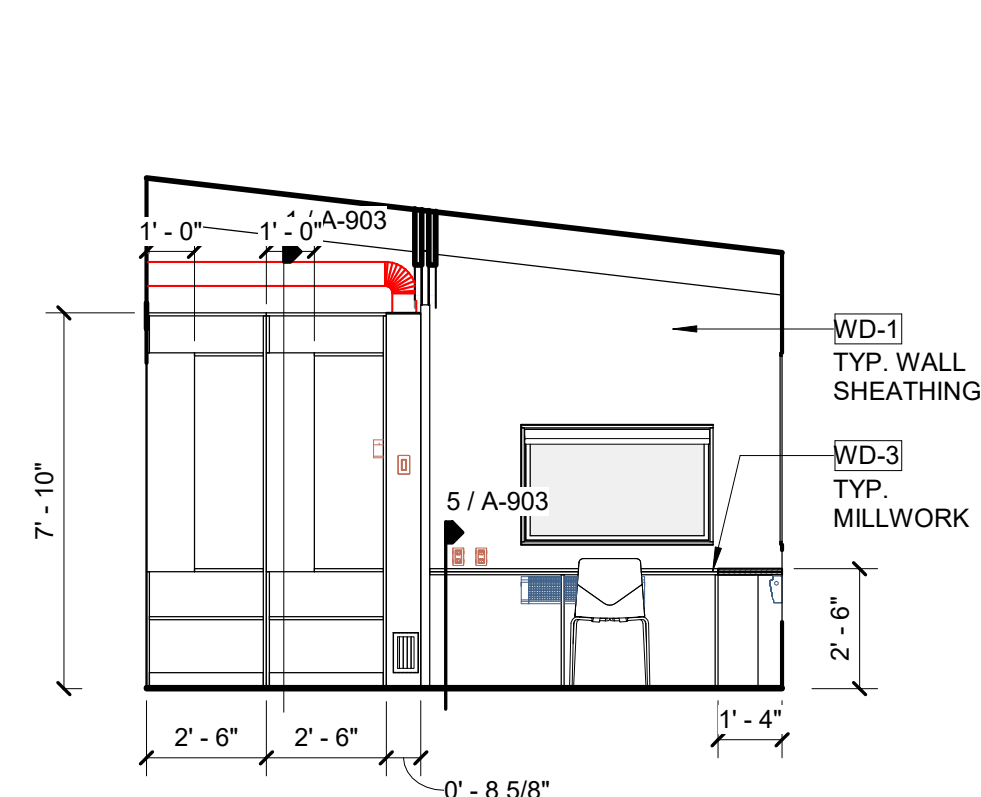 1 / A-903
1' - 0"
1' - 0"
WD-1
TYP. WALL
SHEATHING
WD-3
TYP.
MILLWORK
7' - 10"
5 / A-903
2' - 6"
2' - 6"
2' - 6"
1' - 4"
0' - 8 5/8"